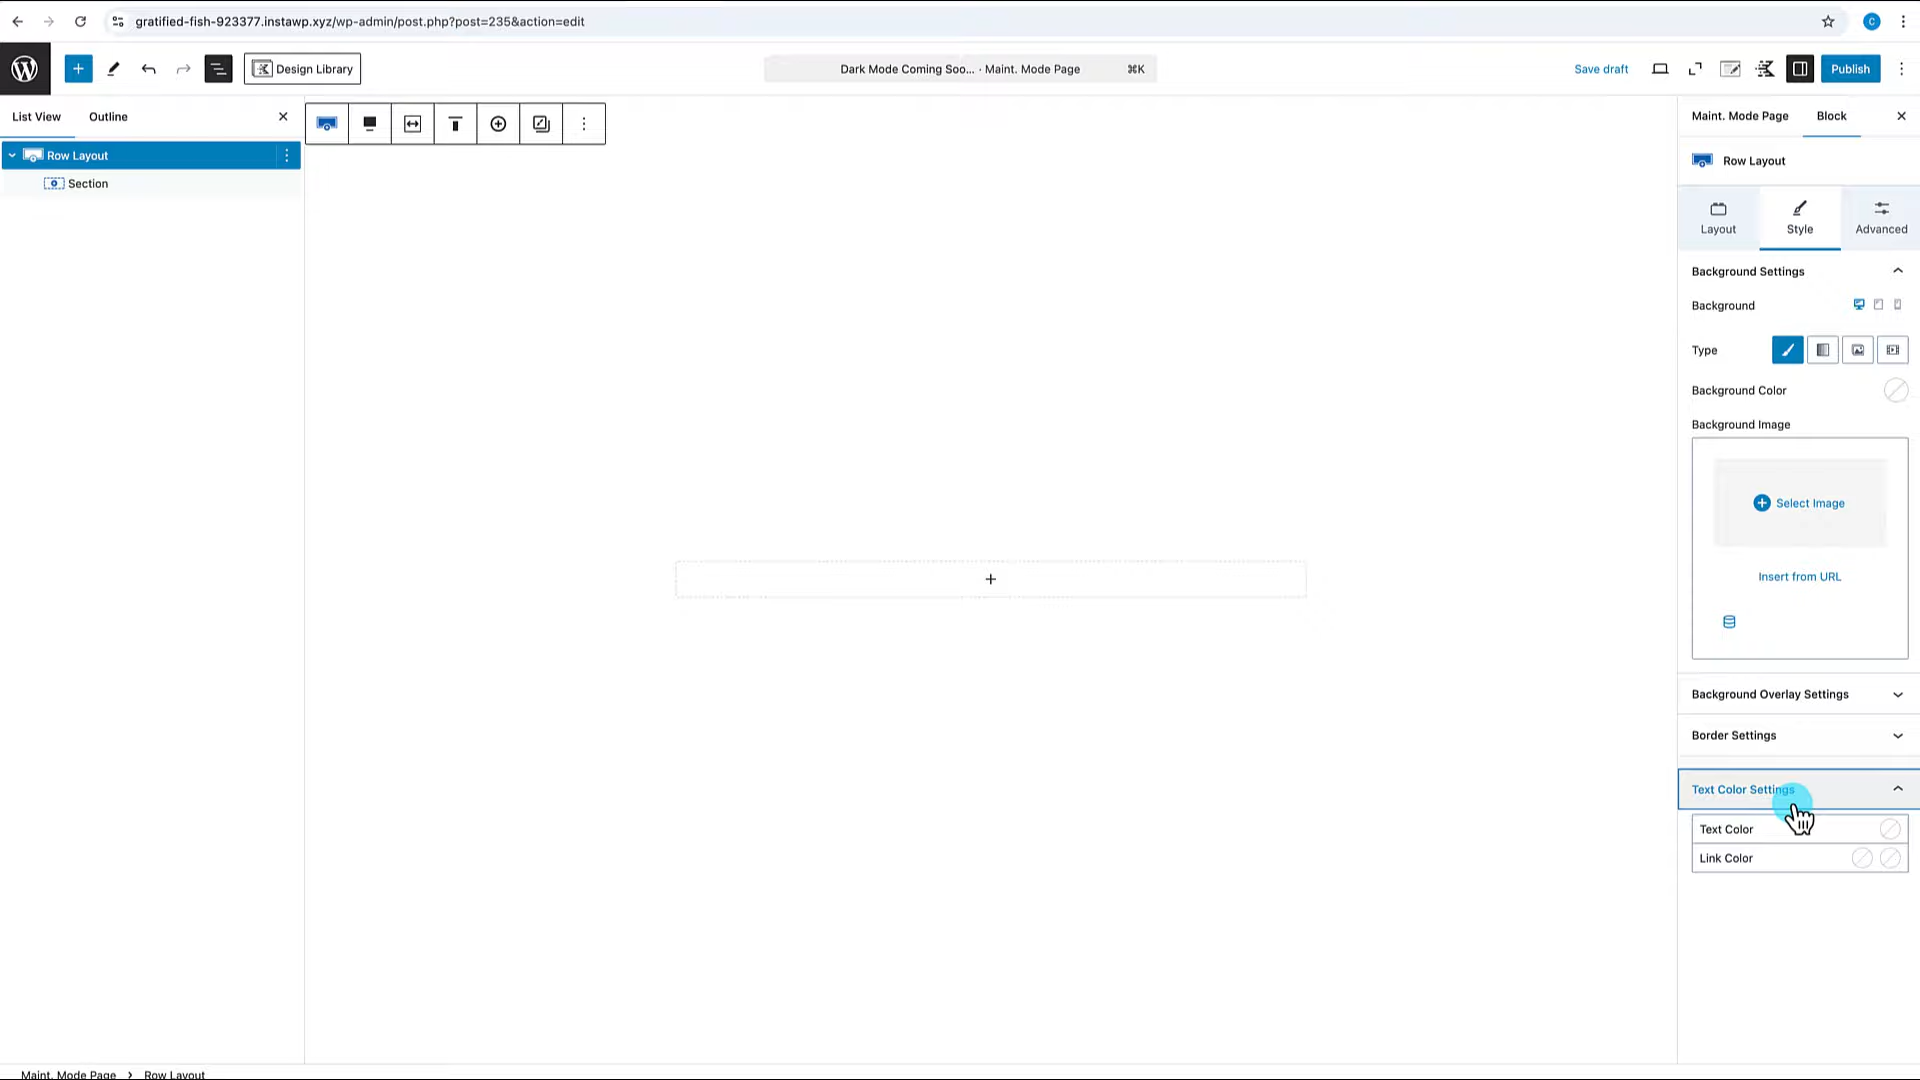 gratified-fish-923377.instawp.xyz/wp-admin/post.php?post=235&action=edit
C
Design Library
Dark Mode Coming Soo... · Maint. Mode Page
⌘K
Save draft
Publish
List View
Outline
Row Layout
Section
Maint. Mode Page
Block
Row Layout
Layout
Style
Advanced
Background Settings
Background
Type
Background Color
Background Image
Select Image
Insert from URL
Background Overlay Settings
Border Settings
Text Color Settings
Text Color
Link Color
Maint. Mode Page > Row Layout